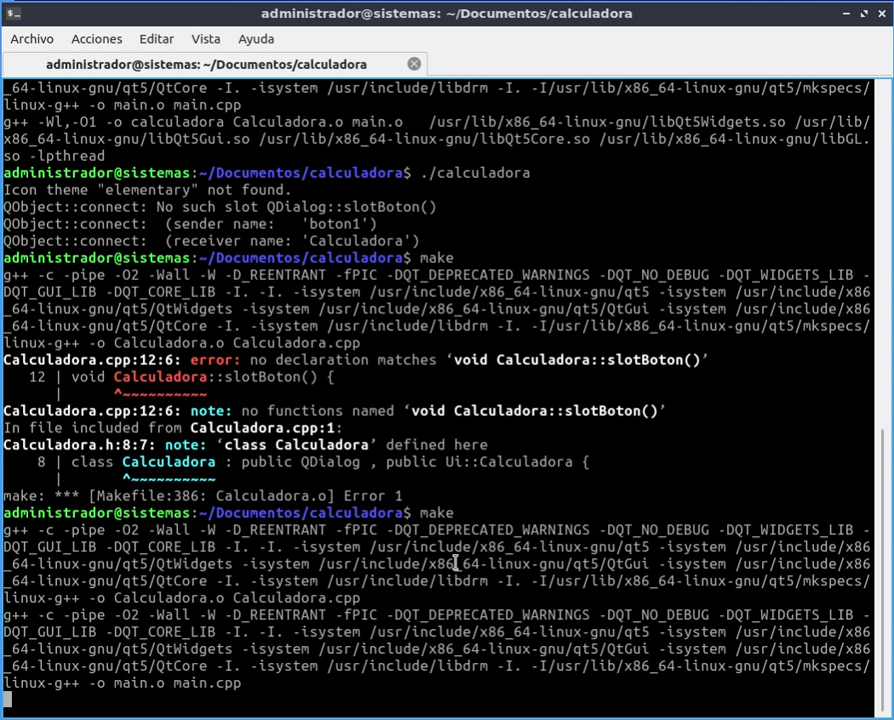 administrador@sistemas: ~/Documentos/calculadora
Archivo Acciones Editar Vista Ayuda
administrador@sistemas: ~/Documentos/calculadora
_64-linux-gnu/qt5/QtCore -I. -isystem /usr/include/libdrm -I. -I/usr/lib/x86_64-linux-gnu/qt5/mkspecs/
linux-g++ -o main.o main.cpp
g++ -Wl,-O1 -o calculadora Calculadora.o main.o   /usr/lib/x86_64-linux-gnu/libQt5Widgets.so /usr/lib/
x86_64-linux-gnu/libQt5Gui.so /usr/lib/x86_64-linux-gnu/libQt5Core.so /usr/lib/x86_64-linux-gnu/libGL.
so -lpthread
administrador@sistemas:~/Documentos/calculadora$ ./calculadora
Icon theme "elementary" not found.
QObject::connect: No such slot QDialog::slotBoton()
QObject::connect:  (sender name:   'boton1')
QObject::connect:  (receiver name: 'Calculadora')
administrador@sistemas:~/Documentos/calculadora$ make
g++ -c -pipe -O2 -Wall -W -D_REENTRANT -fPIC -DQT_DEPRECATED_WARNINGS -DQT_NO_DEBUG -DQT_WIDGETS_LIB -
DQT_GUI_LIB -DQT_CORE_LIB -I. -I. -isystem /usr/include/x86_64-linux-gnu/qt5 -isystem /usr/include/x86
_64-linux-gnu/qt5/QtWidgets -isystem /usr/include/x86_64-linux-gnu/qt5/QtGui -isystem /usr/include/x86
_64-linux-gnu/qt5/QtCore -I. -isystem /usr/include/libdrm -I. -I/usr/lib/x86_64-linux-gnu/qt5/mkspecs/
linux-g++ -o Calculadora.o Calculadora.cpp
Calculadora.cpp:12:6: error: no declaration matches ‘void Calculadora::slotBoton()’
   12 | void Calculadora::slotBoton() {
      |      ^~~~~~~~~~~
Calculadora.cpp:12:6: note: no functions named ‘void Calculadora::slotBoton()’
In file included from Calculadora.cpp:1:
Calculadora.h:8:7: note: ‘class Calculadora’ defined here
    8 | class Calculadora : public QDialog , public Ui::Calculadora {
      |       ^~~~~~~~~~~
make: *** [Makefile:386: Calculadora.o] Error 1
administrador@sistemas:~/Documentos/calculadora$ make
g++ -c -pipe -O2 -Wall -W -D_REENTRANT -fPIC -DQT_DEPRECATED_WARNINGS -DQT_NO_DEBUG -DQT_WIDGETS_LIB -
DQT_GUI_LIB -DQT_CORE_LIB -I. -I. -isystem /usr/include/x86_64-linux-gnu/qt5 -isystem /usr/include/x86
_64-linux-gnu/qt5/QtWidgets -isystem /usr/include/x86_64-linux-gnu/qt5/QtGui -isystem /usr/include/x86
_64-linux-gnu/qt5/QtCore -I. -isystem /usr/include/libdrm -I. -I/usr/lib/x86_64-linux-gnu/qt5/mkspecs/
linux-g++ -o Calculadora.o Calculadora.cpp
g++ -c -pipe -O2 -Wall -W -D_REENTRANT -fPIC -DQT_DEPRECATED_WARNINGS -DQT_NO_DEBUG -DQT_WIDGETS_LIB -
DQT_GUI_LIB -DQT_CORE_LIB -I. -I. -isystem /usr/include/x86_64-linux-gnu/qt5 -isystem /usr/include/x86
_64-linux-gnu/qt5/QtWidgets -isystem /usr/include/x86_64-linux-gnu/qt5/QtGui -isystem /usr/include/x86
_64-linux-gnu/qt5/QtCore -I. -isystem /usr/include/libdrm -I. -I/usr/lib/x86_64-linux-gnu/qt5/mkspecs/
linux-g++ -o main.o main.cpp